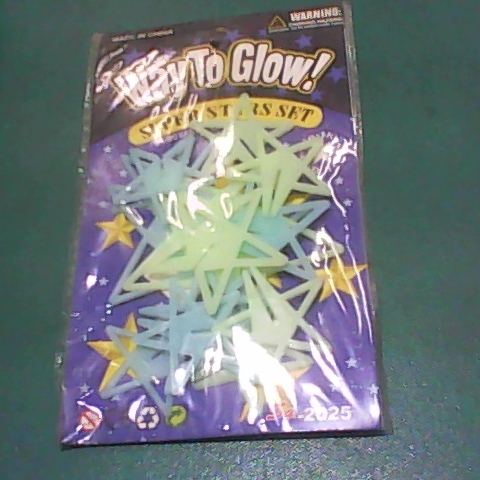 MADE IN CHINA
WARNING:
Way To Glow!
SUPER STARS SET
-2025